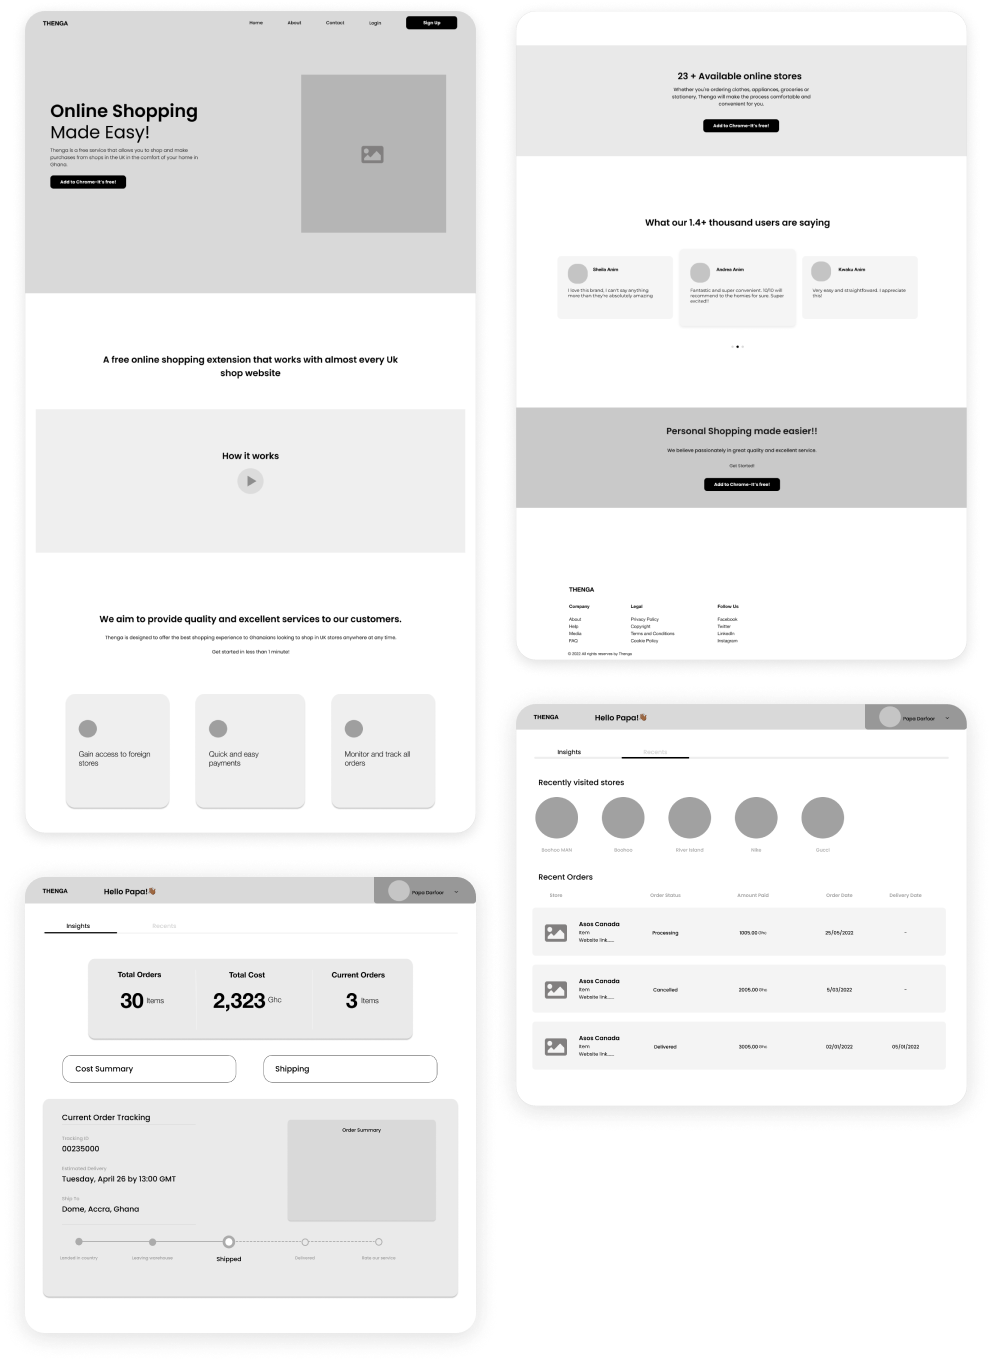 THENGA
Home About Contact Login Sign Up
Online Shopping
Made Easy!
Thenga is a free service that allows you to shop and make
purchases from shops in the UK in the comfort of your home in
Ghana.
Add to Chrome-It's free!
A free online shopping extension that works with almost every Uk
shop website
How it works
We aim to provide quality and excellent services to our customers.
Thenga is designed to offer the best shopping experience to Ghanaians looking to shop in UK stores anywhere at any time.
Get started in less than 1 minute!
Gain access to foreign
stores
Quick and easy
payments
Monitor and track all
orders
23 + Available online stores
Whether you're ordering clothes, appliances, groceries or
stationery, Thenga will make the process comfortable and
convenient for you.
Add to Chrome-It's free!
What our 1.4+ thousand users are saying
Sheila Anim
I love this brand, I can't say anything
more than they're absolutely amazing
Andrea Anim
Fantastic and super convenient. 10/10 will
recommend to the homies for sure. Super
excited!!
Kwaku Anim
Very easy and straightfoward. I appreciate
this!
Personal Shopping made easier!!
We believe passionately in great quality and excellent service.
Get Started!
Add to Chrome-It's free!
THENGA
Company Legal Follow Us
About Privacy Policy Facebook
Help Copyright Twitter
Media Terms and Conditions LinkedIn
FAQ Cookie Policy Instagram
© 2022 All rights reserves by Thenga
THENGA Hello Papa!👋🏾 Papa Darfoor
Insights Recents
Total Orders Total Cost Current Orders
30 Items 2,323 Ghc 3 Items
Cost Summary Shipping
Current Order Tracking
Order Summary
Tracking ID
00235000
Estimated Delivery
Tuesday, April 26 by 13:00 GMT
Ship To
Dome, Accra, Ghana
Landed in country Leaving warehouse Shipped Delivered Rate our service
THENGA Hello Papa!👋🏾 Papa Darfoor
Insights Recents
Recently visited stores
Boohoo MAN Boohoo River Island Nike Gucci
Recent Orders
Store Order Status Amount Paid Order Date Delivery Date
Asos Canada
Item
Website link......
Processing 1005.00 Ghc 25/05/2022 -
Asos Canada
Item
Website link......
Cancelled 2005.00 Ghc 5/03/2022 -
Asos Canada
Item
Website link......
Delivered 3005.00 Ghc 02/01/2022 05/01/2022